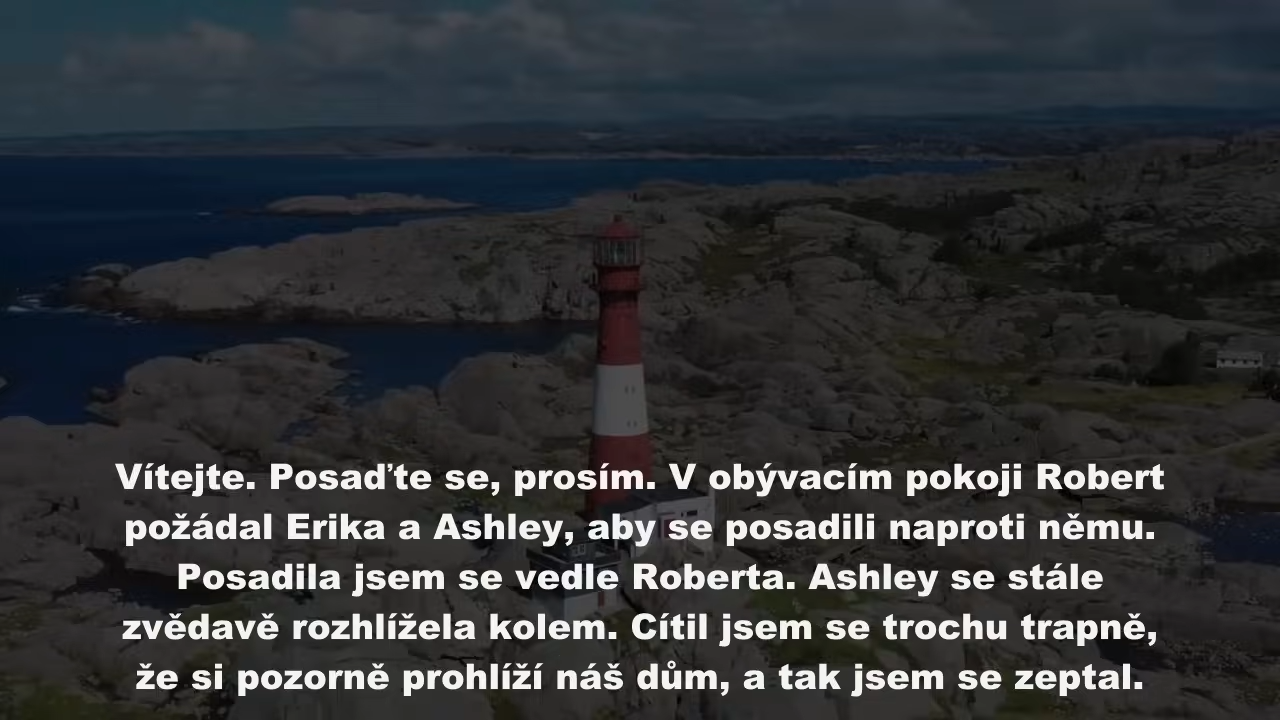 Vítejte. Posaďte se, prosím. V obývacím pokoji Robert
požádal Erika a Ashley, aby se posadili naproti němu.
Posadila jsem se vedle Roberta. Ashley se stále
zvědavě rozhlížela kolem. Cítil jsem se trochu trapně,
že si pozorně prohlíží náš dům, a tak jsem se zeptal.